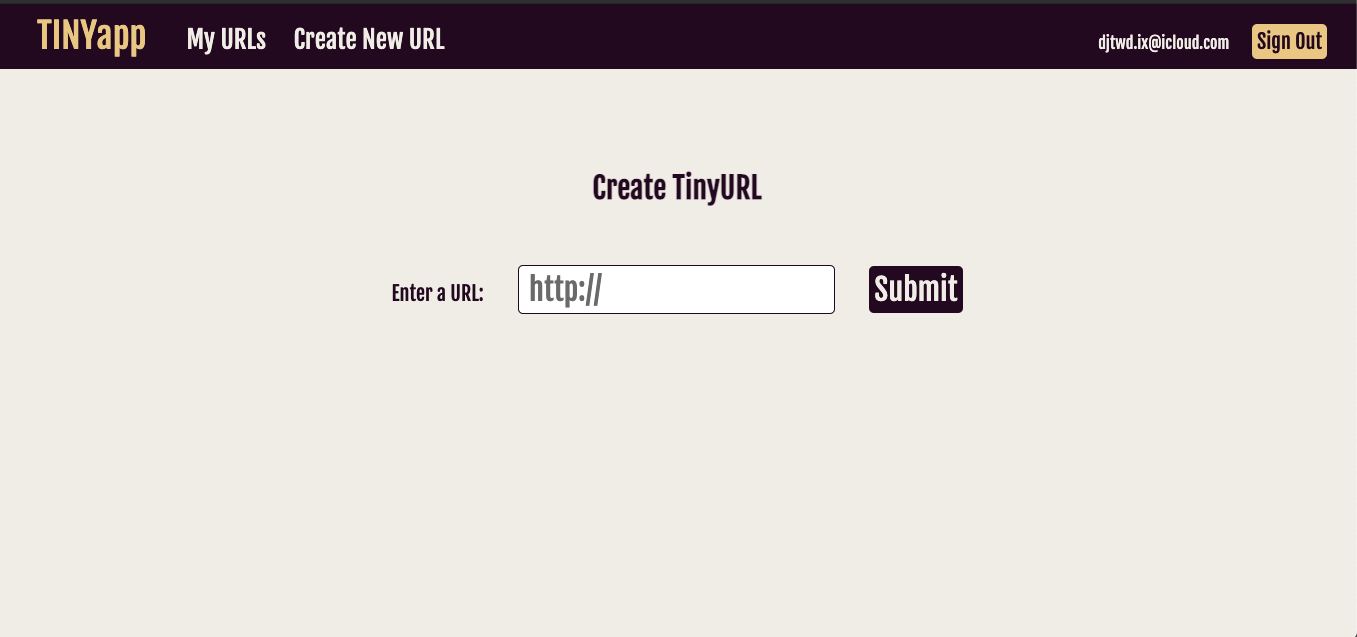 TINYapp My URLs Create New URL djtwd.ix@icloud.com Sign Out
Create TinyURL
Enter a URL: http:// Submit